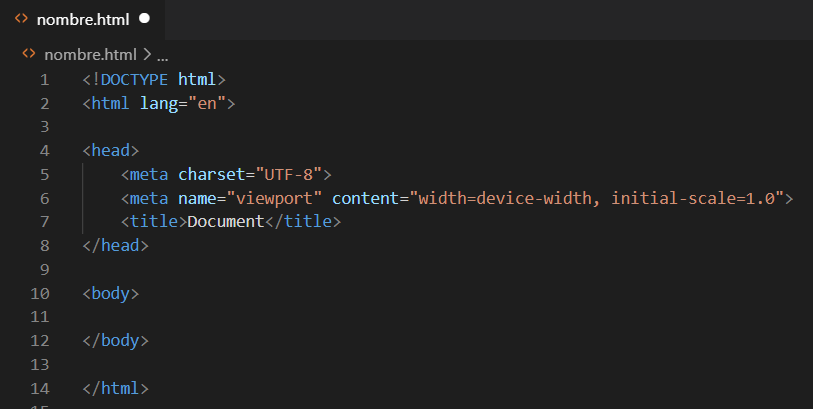 nombre.html
nombre.html > ...
1 <!DOCTYPE html>
2 <html lang="en">
3
4 <head>
5     <meta charset="UTF-8">
6     <meta name="viewport" content="width=device-width, initial-scale=1.0">
7     <title>Document</title>
8 </head>
9
10 <body>
11
12 </body>
13
14 </html>
15